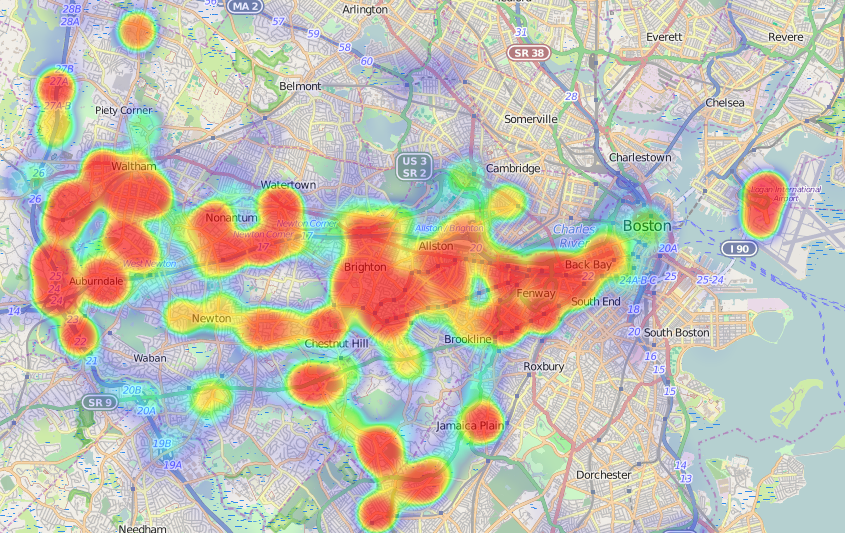 28B
28A
MA 2
Arlington
57
59
58
60
31
SR 38
Everett
Revere
27B
27A
27A-B
Belmont
28
Piety Corner
Somerville
Chelsea
Waltham
US 3
SR 2
Cambridge
Charlestown
26
26
Watertown
Logan International
Airport
Nonantum
Newton Corner
Newton Corner
17
17
Allston / Brighton
20
Charles
River
Boston
Allston
20A
I 90
West Newton
Brighton
Back Bay
22
24A-B-C
25
25-24
25
24
24
Auburndale
Fenway
South End
14
23
22
Newton
18
20
South Boston
Chestnut Hill
Brookline
21
Waban
Roxbury
16
15
15
20B
20A
SR 9
Jamaica Plain
19B
19A
14
13
Dorchester
Needham